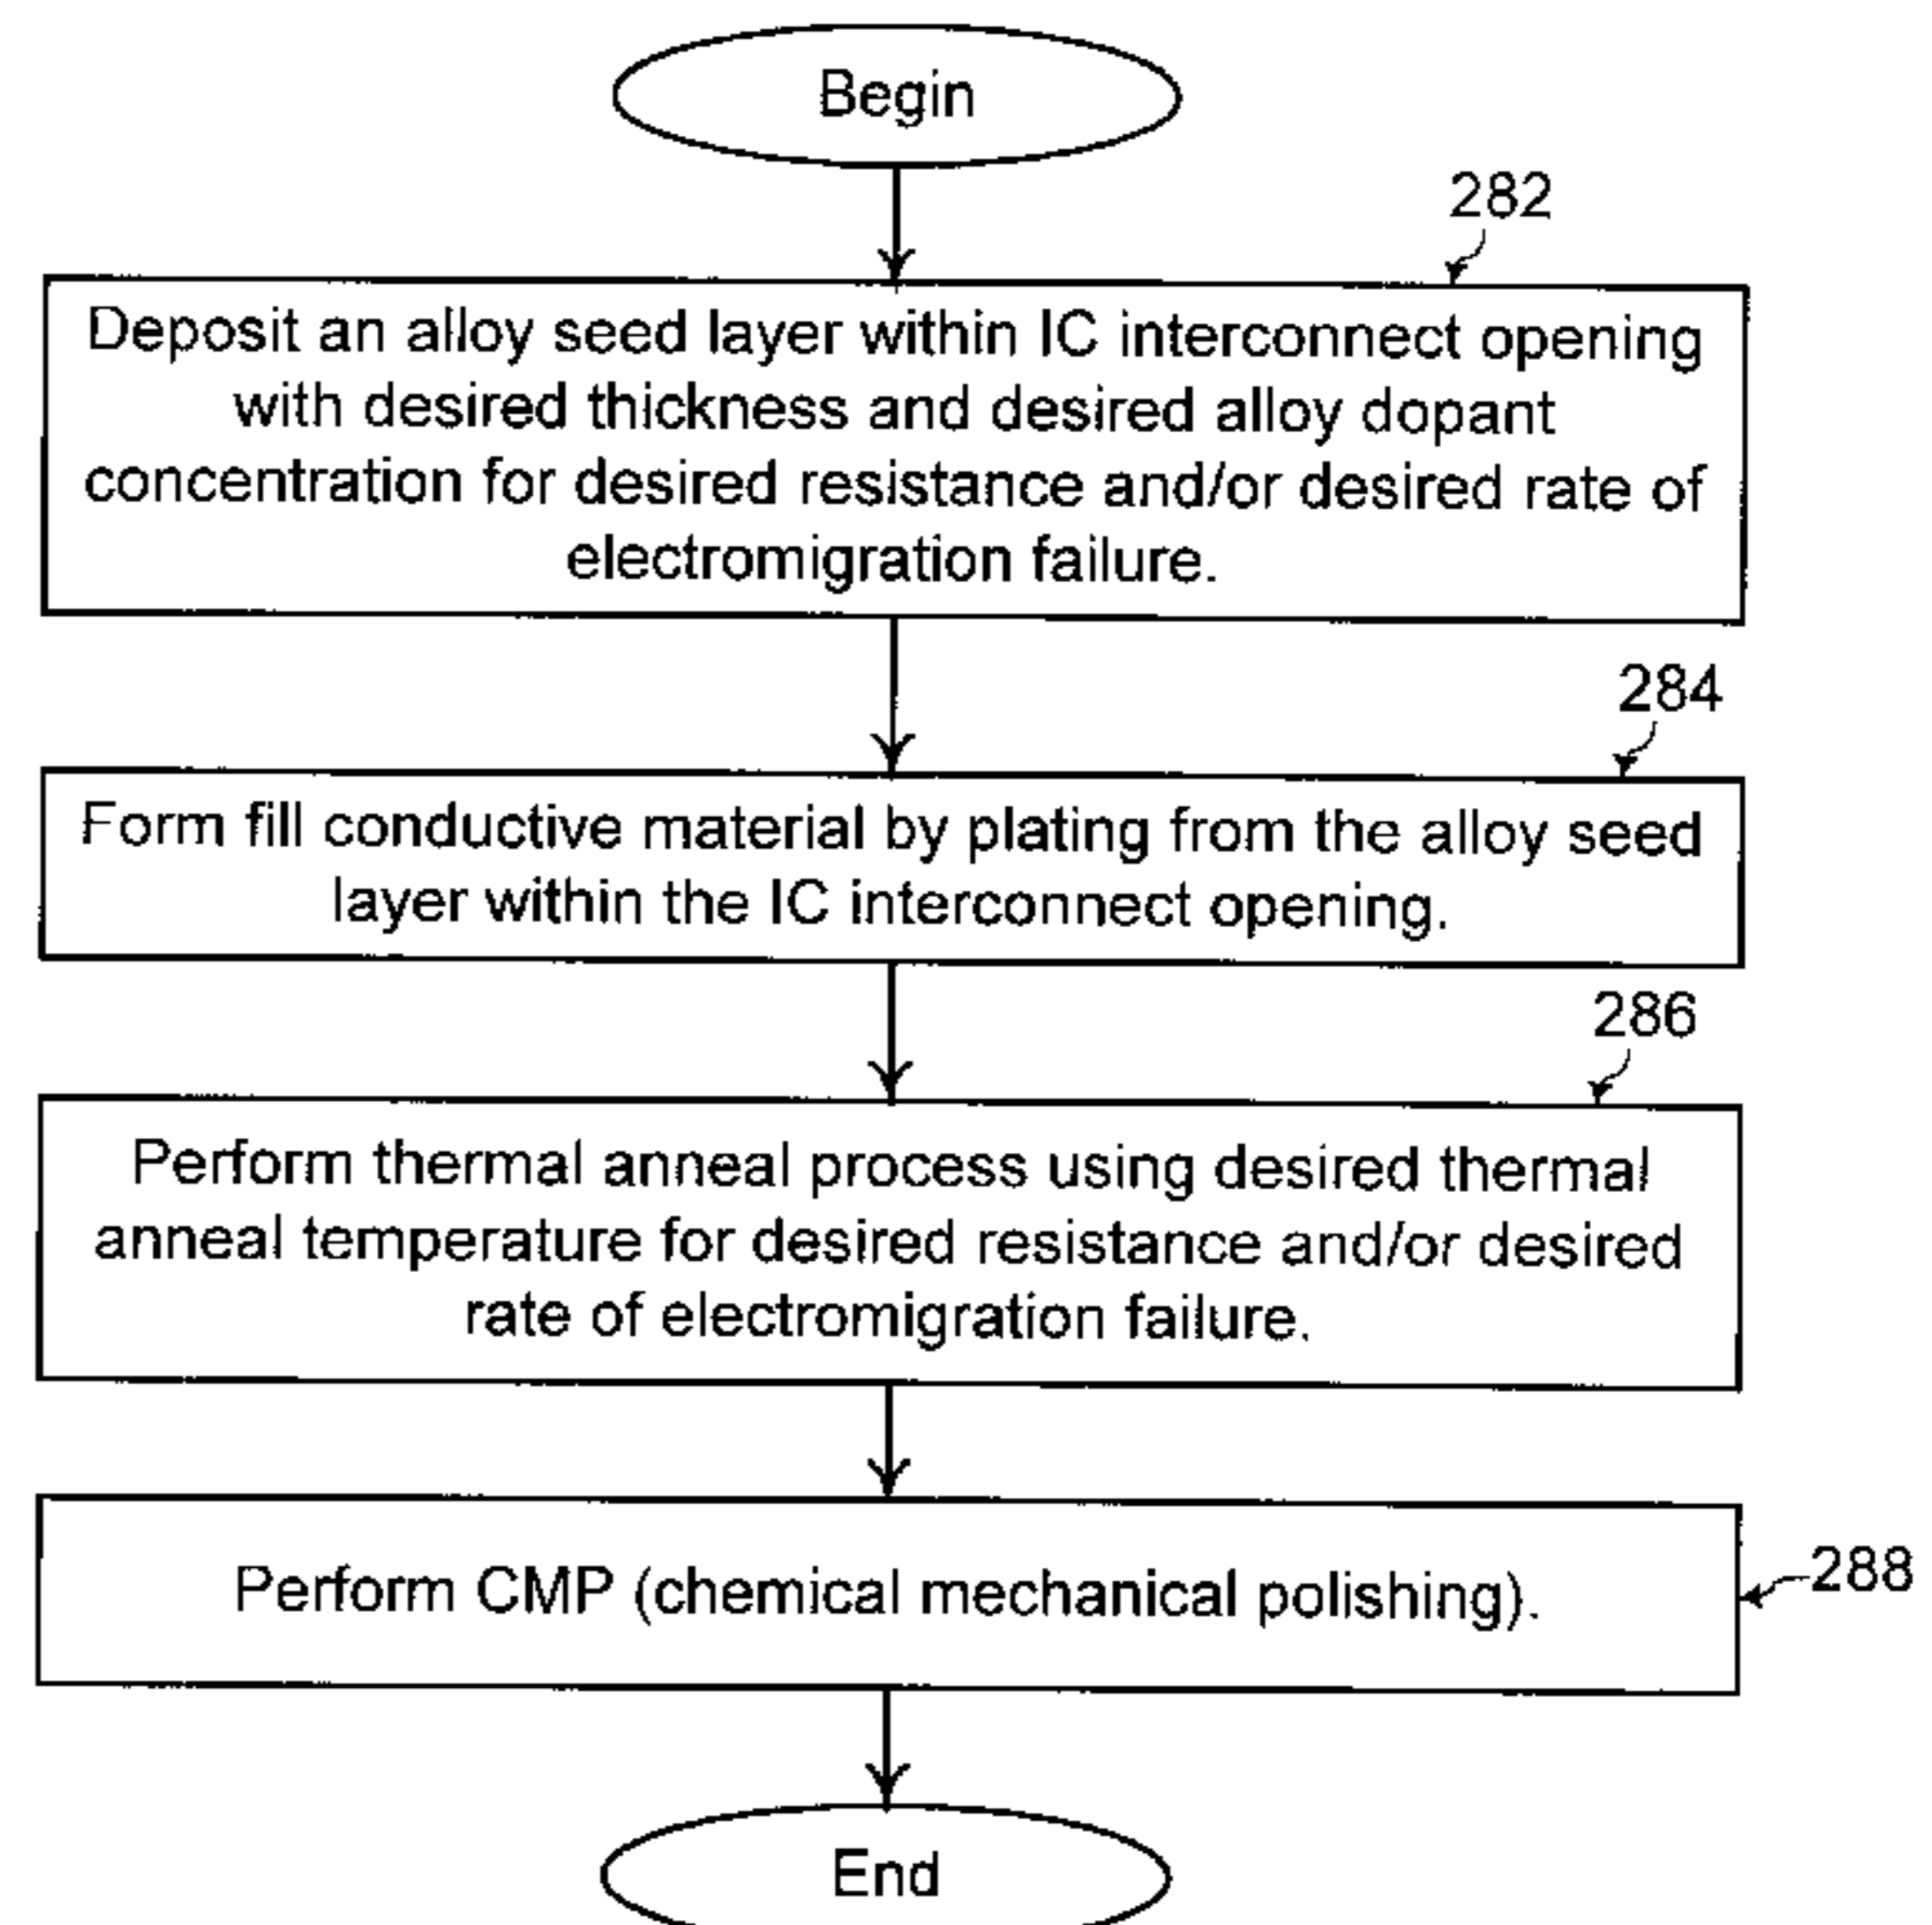 Begin
282
Deposit an alloy seed layer within IC interconnect opening
with desired thickness and desired alloy dopant
concentration for desired resistance and/or desired rate of
electromigration failure.
284
Form fill conductive material by plating from the alloy seed
layer within the IC interconnect opening.
286
Perform thermal anneal process using desired thermal
anneal temperature for desired resistance and/or desired
rate of electromigration failure.
Perform CMP (chemical mechanical polishing).
288
End